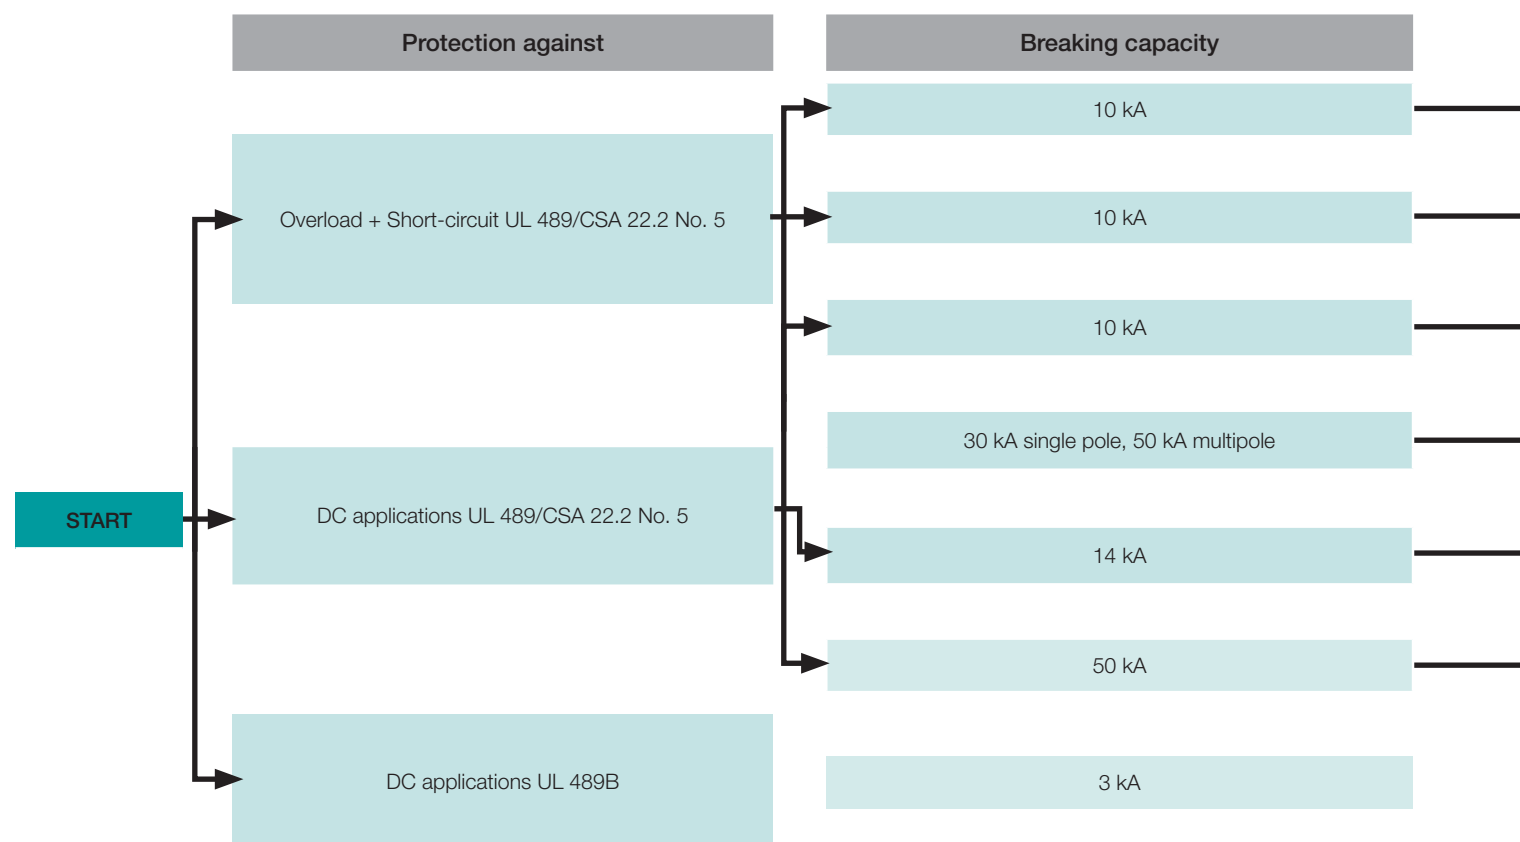 Protection against
Breaking capacity
10 kA
Overload + Short-circuit UL 489/CSA 22.2 No. 5
10 kA
10 kA
30 kA single pole, 50 kA multipole
START
DC applications UL 489/CSA 22.2 No. 5
14 kA
50 kA
DC applications UL 489B
3 kA